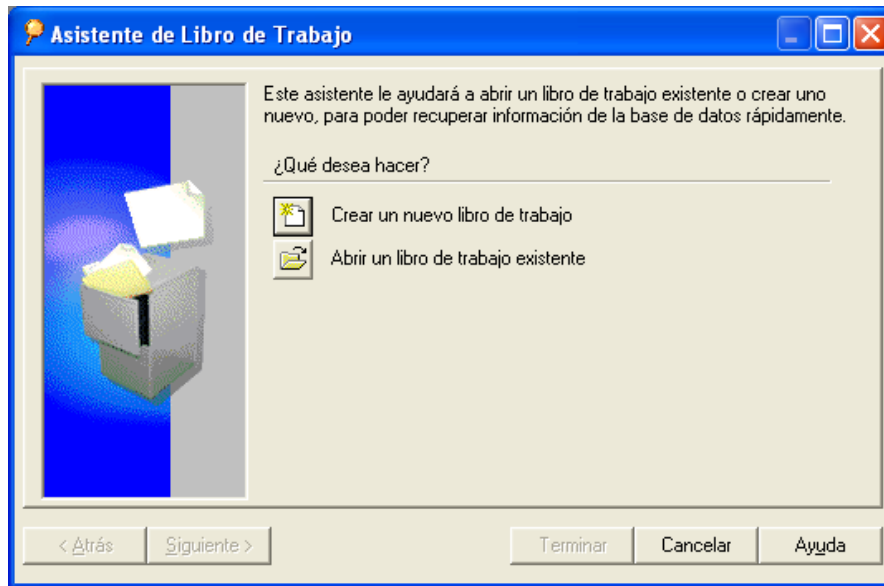 Asistente de Libro de Trabajo
Este asistente le ayudará a abrir un libro de trabajo existente o crear uno
nuevo, para poder recuperar información de la base de datos rápidamente.
¿Qué desea hacer?
Crear un nuevo libro de trabajo
Abrir un libro de trabajo existente
< Atrás
Siguiente >
Terminar
Cancelar
Ayuda